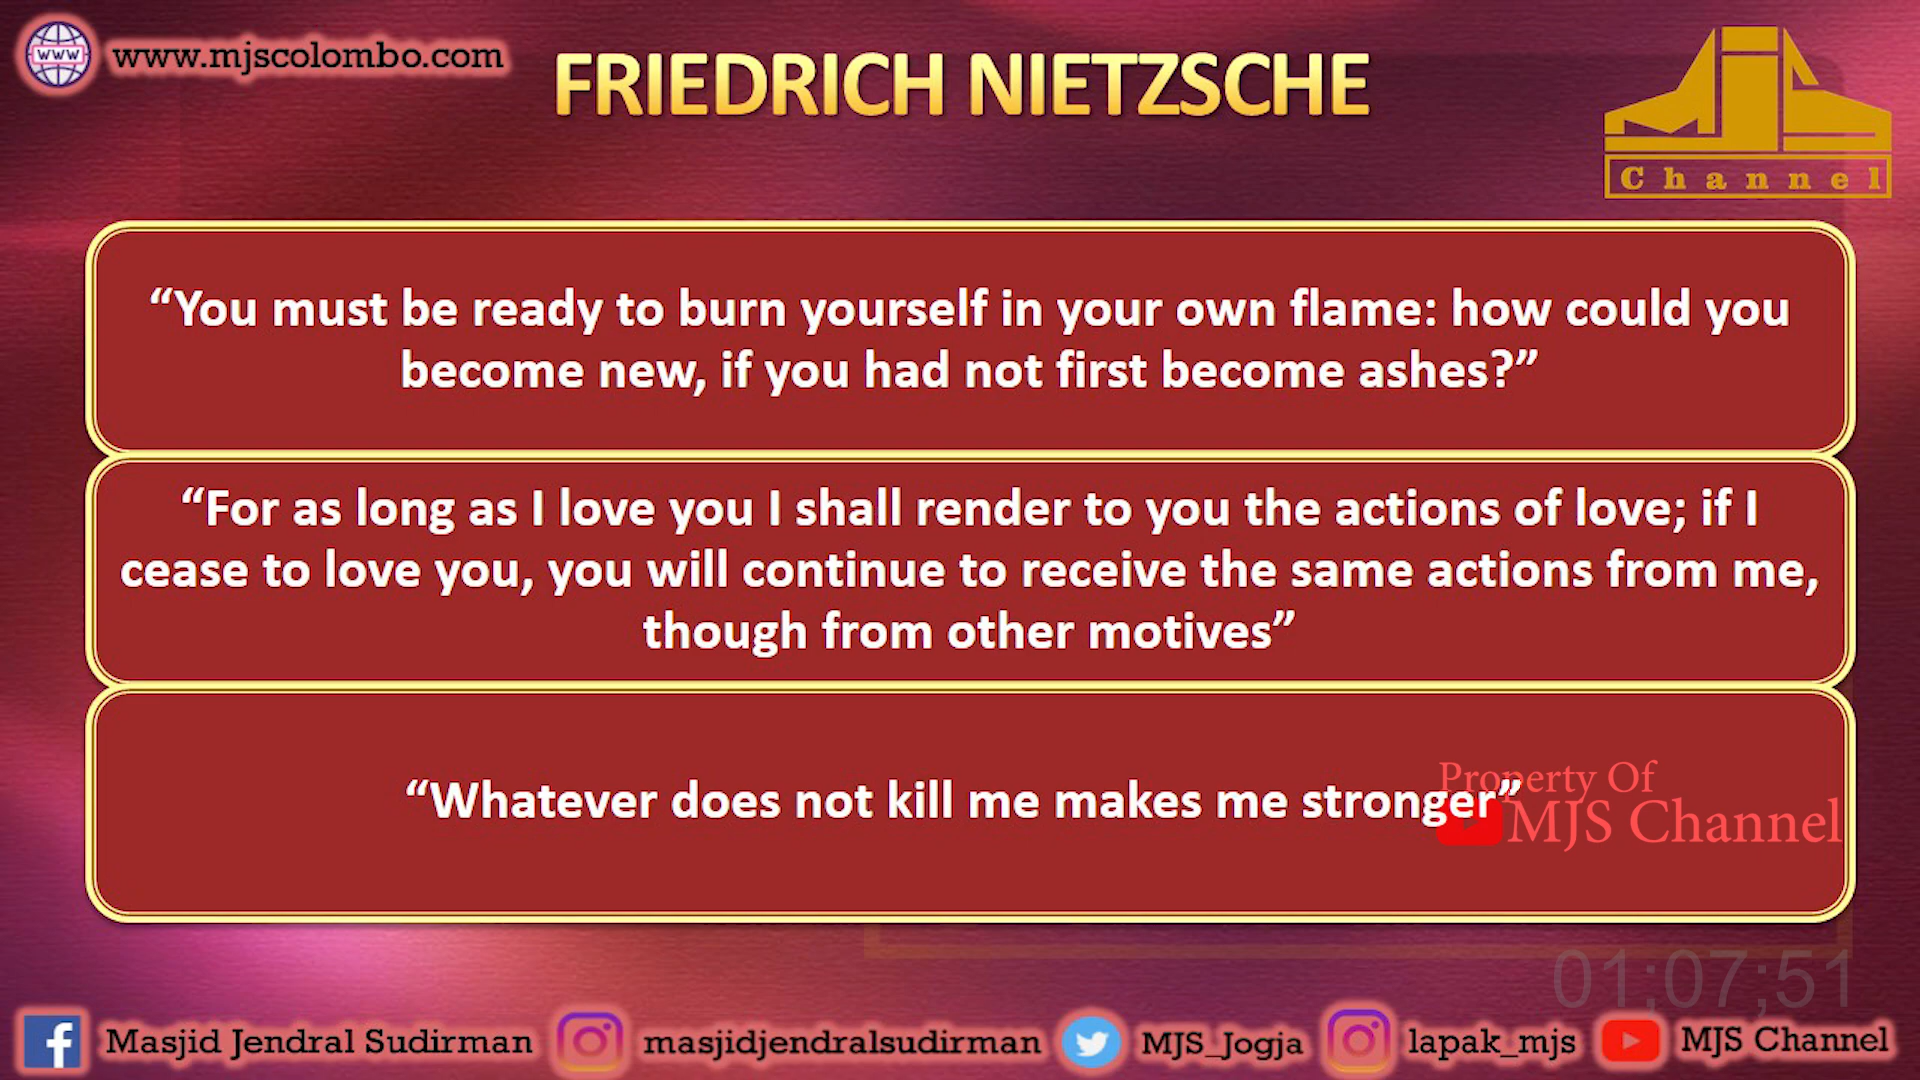 www.mjscolombo.com
FRIEDRICH NIETZSCHE
MJS
Channel
“You must be ready to burn yourself in your own flame: how could you
become new, if you had not first become ashes?”
“For as long as I love you I shall render to you the actions of love; if I
cease to love you, you will continue to receive the same actions from me,
though from other motives”
“Whatever does not kill me makes me stronger”
Property Of
MJS Channel
01;07;51
Masjid Jendral Sudirman masjidjendralsudirman MJS_Jogja lapak_mjs MJS Channel